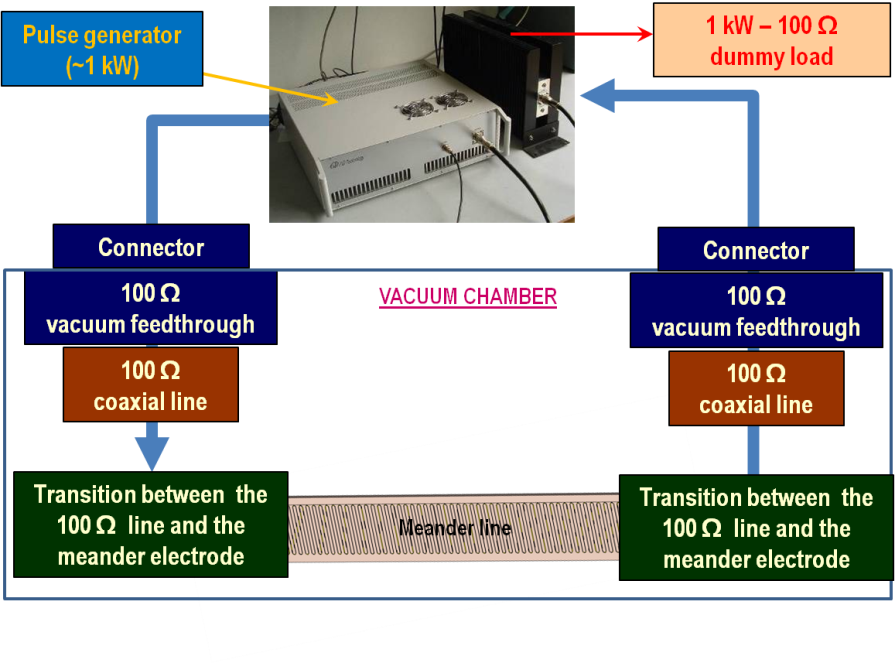 Pulse generator
(~1 kW)
1 kW – 100 Ω
dummy load
Connector
100 Ω
vacuum feedthrough
100 Ω
coaxial line
Transition between the
100 Ω line and the
meander electrode
VACUUM CHAMBER
Meander line
Connector
100 Ω
vacuum feedthrough
100 Ω
coaxial line
Transition between the
100 Ω line and the
meander electrode